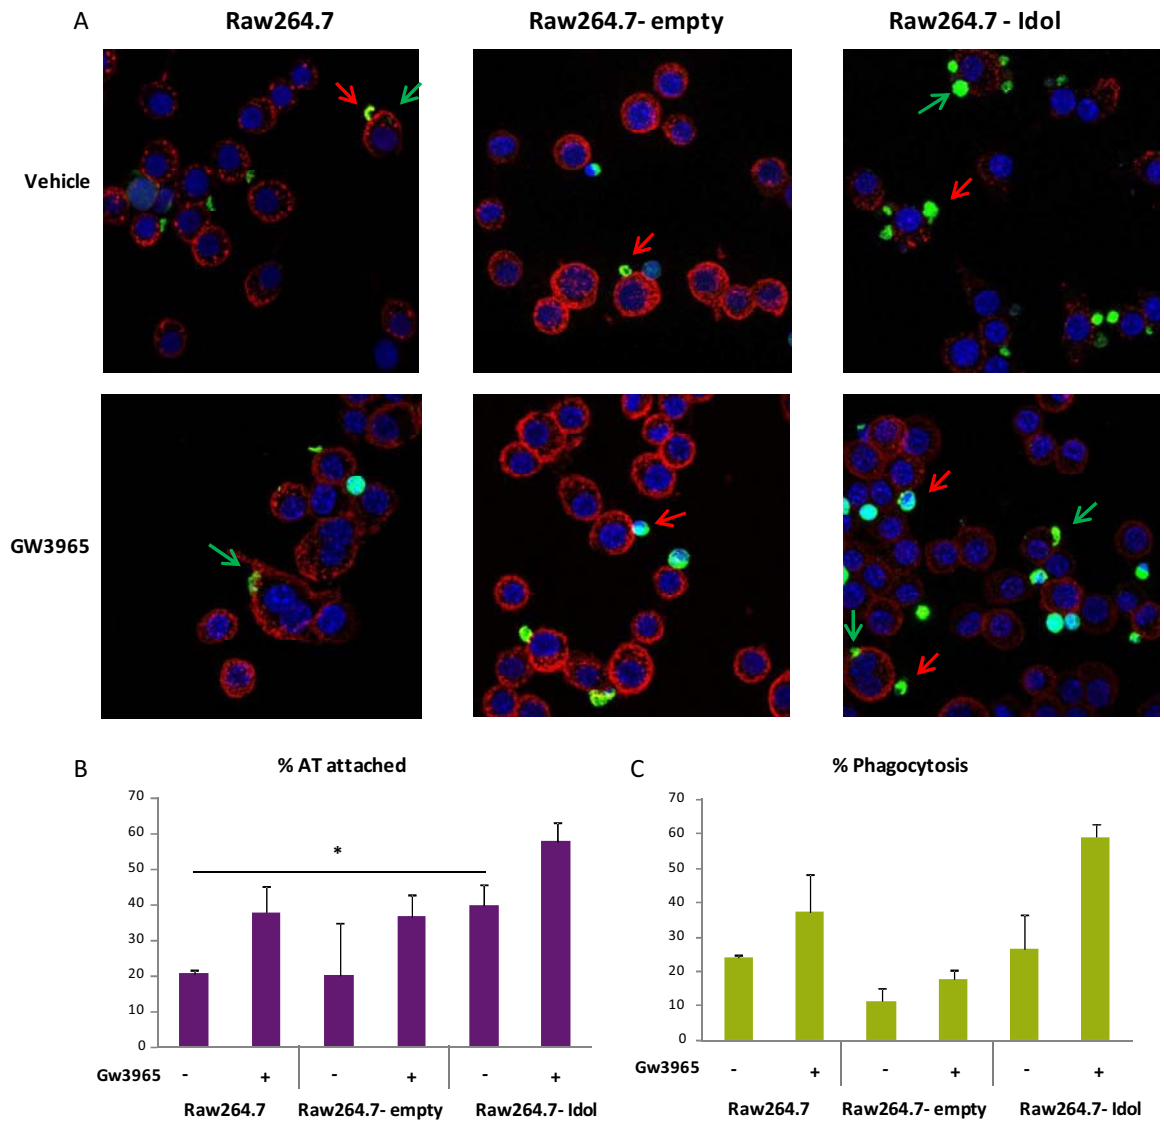 A
Raw264.7
Raw264.7- empty
Raw264.7 - Idol
Vehicle
GW3965
B
% AT attached
70
60
50
40
30
20
10
0
*
Gw3965
- + - + - +
Raw264.7
Raw264.7- empty
Raw264.7- Idol
C
% Phagocytosis
70
60
50
40
30
20
10
0
Gw3965
- + - + - +
Raw264.7
Raw264.7- empty
Raw264.7- Idol